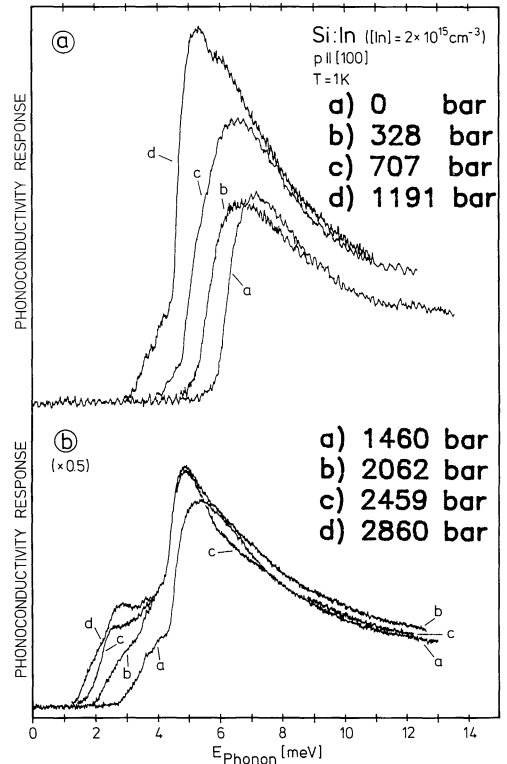 ⓐ
Si:In ([In] = 2×10¹⁵cm⁻³)
p II [100]
T = 1K
a) 0 bar
b) 328 bar
c) 707 bar
d) 1191 bar
PHONOCONDUCTIVITY RESPONSE
d
c
b
a
ⓑ
(×0.5)
a) 1460 bar
b) 2062 bar
c) 2459 bar
d) 2860 bar
PHONOCONDUCTIVITY RESPONSE
d
c
b
a
c
b
c
a
0 2 4 6 8 10 12 14
E Phonon [meV]